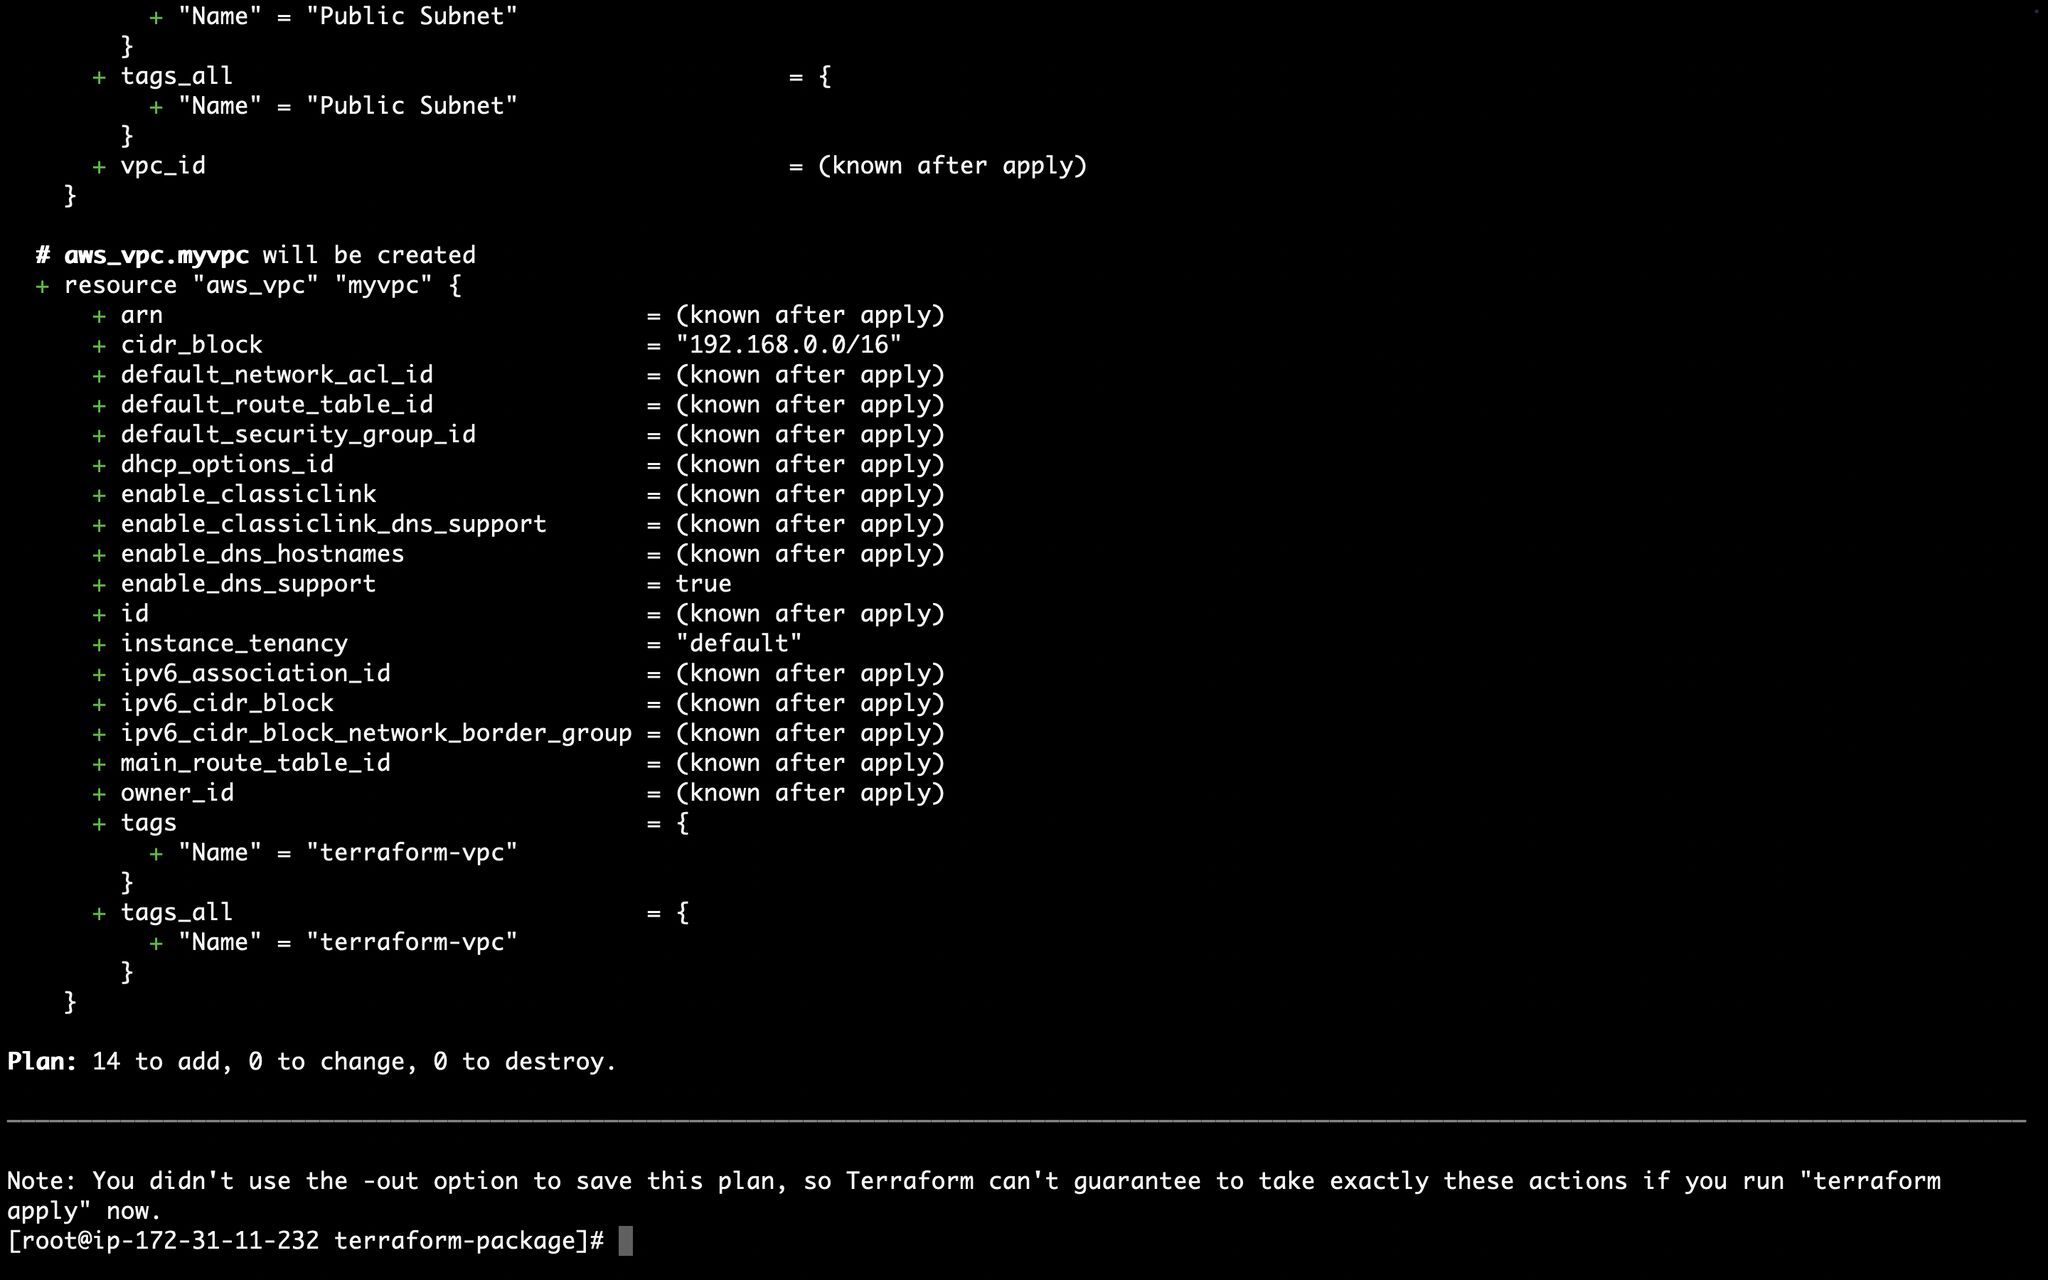 + "Name" = "Public Subnet"
        }
      + tags_all                                       = {
          + "Name" = "Public Subnet"
        }
      + vpc_id                                         = (known after apply)
    }

  # aws_vpc.myvpc will be created
  + resource "aws_vpc" "myvpc" {
      + arn                                  = (known after apply)
      + cidr_block                           = "192.168.0.0/16"
      + default_network_acl_id               = (known after apply)
      + default_route_table_id               = (known after apply)
      + default_security_group_id            = (known after apply)
      + dhcp_options_id                      = (known after apply)
      + enable_classiclink                   = (known after apply)
      + enable_classiclink_dns_support       = (known after apply)
      + enable_dns_hostnames                 = (known after apply)
      + enable_dns_support                   = true
      + id                                   = (known after apply)
      + instance_tenancy                     = "default"
      + ipv6_association_id                  = (known after apply)
      + ipv6_cidr_block                      = (known after apply)
      + ipv6_cidr_block_network_border_group = (known after apply)
      + main_route_table_id                  = (known after apply)
      + owner_id                             = (known after apply)
      + tags                                 = {
          + "Name" = "terraform-vpc"
        }
      + tags_all                             = {
          + "Name" = "terraform-vpc"
        }
    }

Plan: 14 to add, 0 to change, 0 to destroy.

Note: You didn't use the -out option to save this plan, so Terraform can't guarantee to take exactly these actions if you run "terraform
apply" now.
[root@ip-172-31-11-232 terraform-package]#